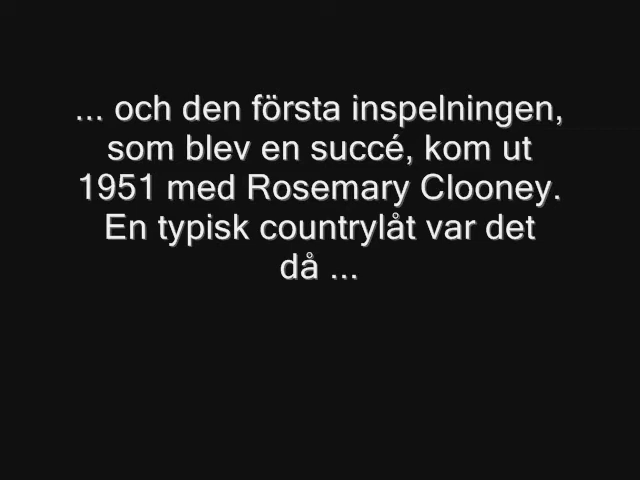 ... och den första inspelningen,
som blev en succé, kom ut
1951 med Rosemary Clooney.
En typisk countrylåt var det
då ...